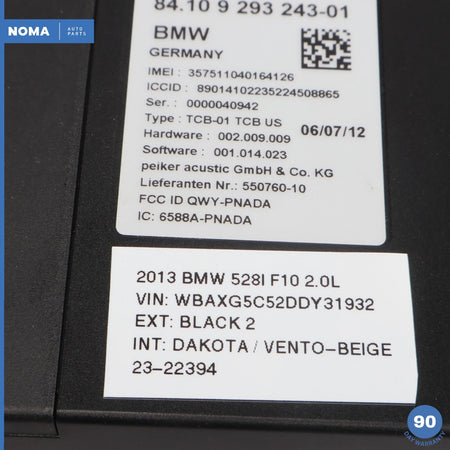 NOMA AUTO PARTS
84.10 9 293 243-01
BMW
GERMANY
IMEI : 357511040164126
ICCID : 89014102235224508865
Ser. : 0000040942
Type : TCB-01 TCB US
Hardware : 002.009.009 06/07/12
Software : 001.014.023
peiker acustic GmbH & Co. KG
Lieferanten Nr.: 550760-10
FCC ID QWY-PNADA
IC: 6588A-PNADA
2013 BMW 528I F10 2.0L
VIN: WBAXG5C52DDY31932
EXT: BLACK 2
INT: DAKOTA / VENTO-BEIGE
23-22394
90
DAY WARRANTY